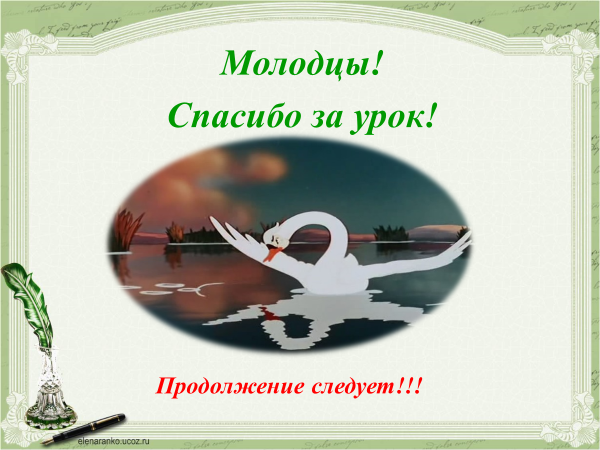 Молодцы!
Спасибо за урок!
Продолжение следует!!!
elenaranko.ucoz.ru